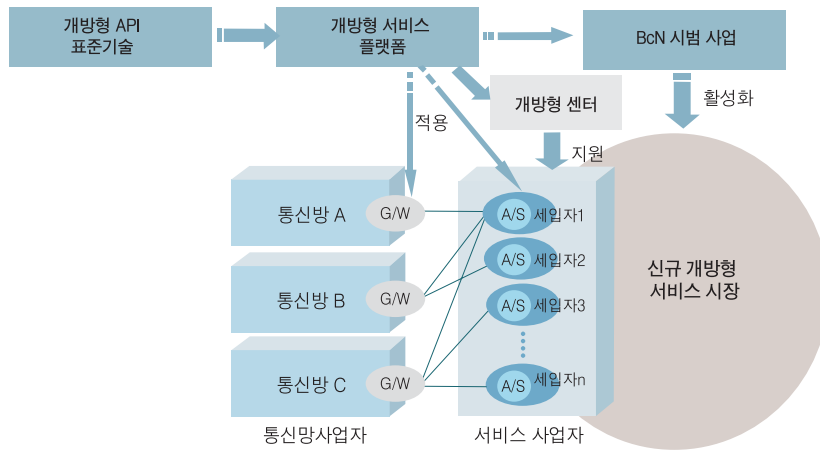 개방형 API
표준기술
개방형 서비스
플랫폼
BcN 시범 사업
개방형 센터
활성화
적용
지원
통신방 A
G/W
A/S 세입자1
A/S 세입자2
통신방 B
G/W
A/S 세입자3
신규 개방형
서비스 시장
통신방 C
G/W
A/S 세입자n
통신망사업자
서비스 사업자